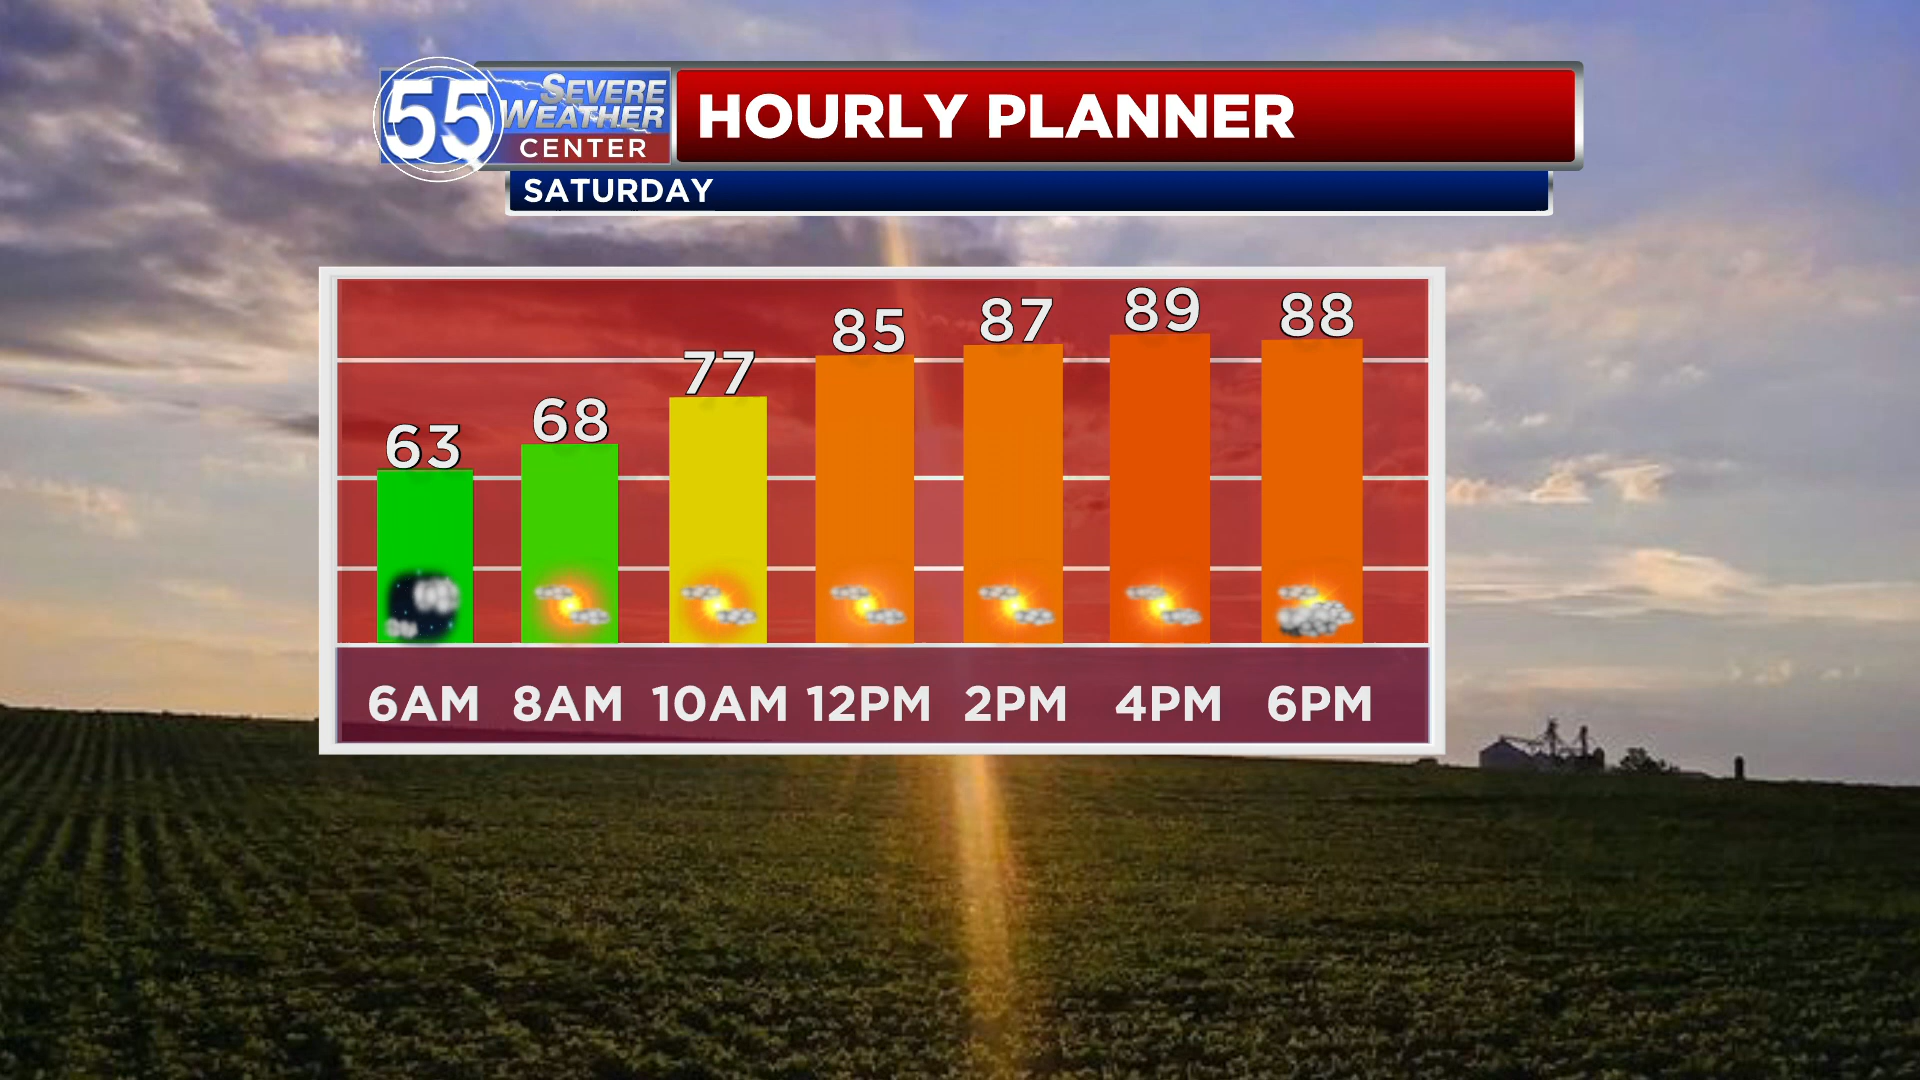 55 SEVERE WEATHER CENTER
HOURLY PLANNER
SATURDAY
63 68 77 85 87 89 88
6AM 8AM 10AM 12PM 2PM 4PM 6PM